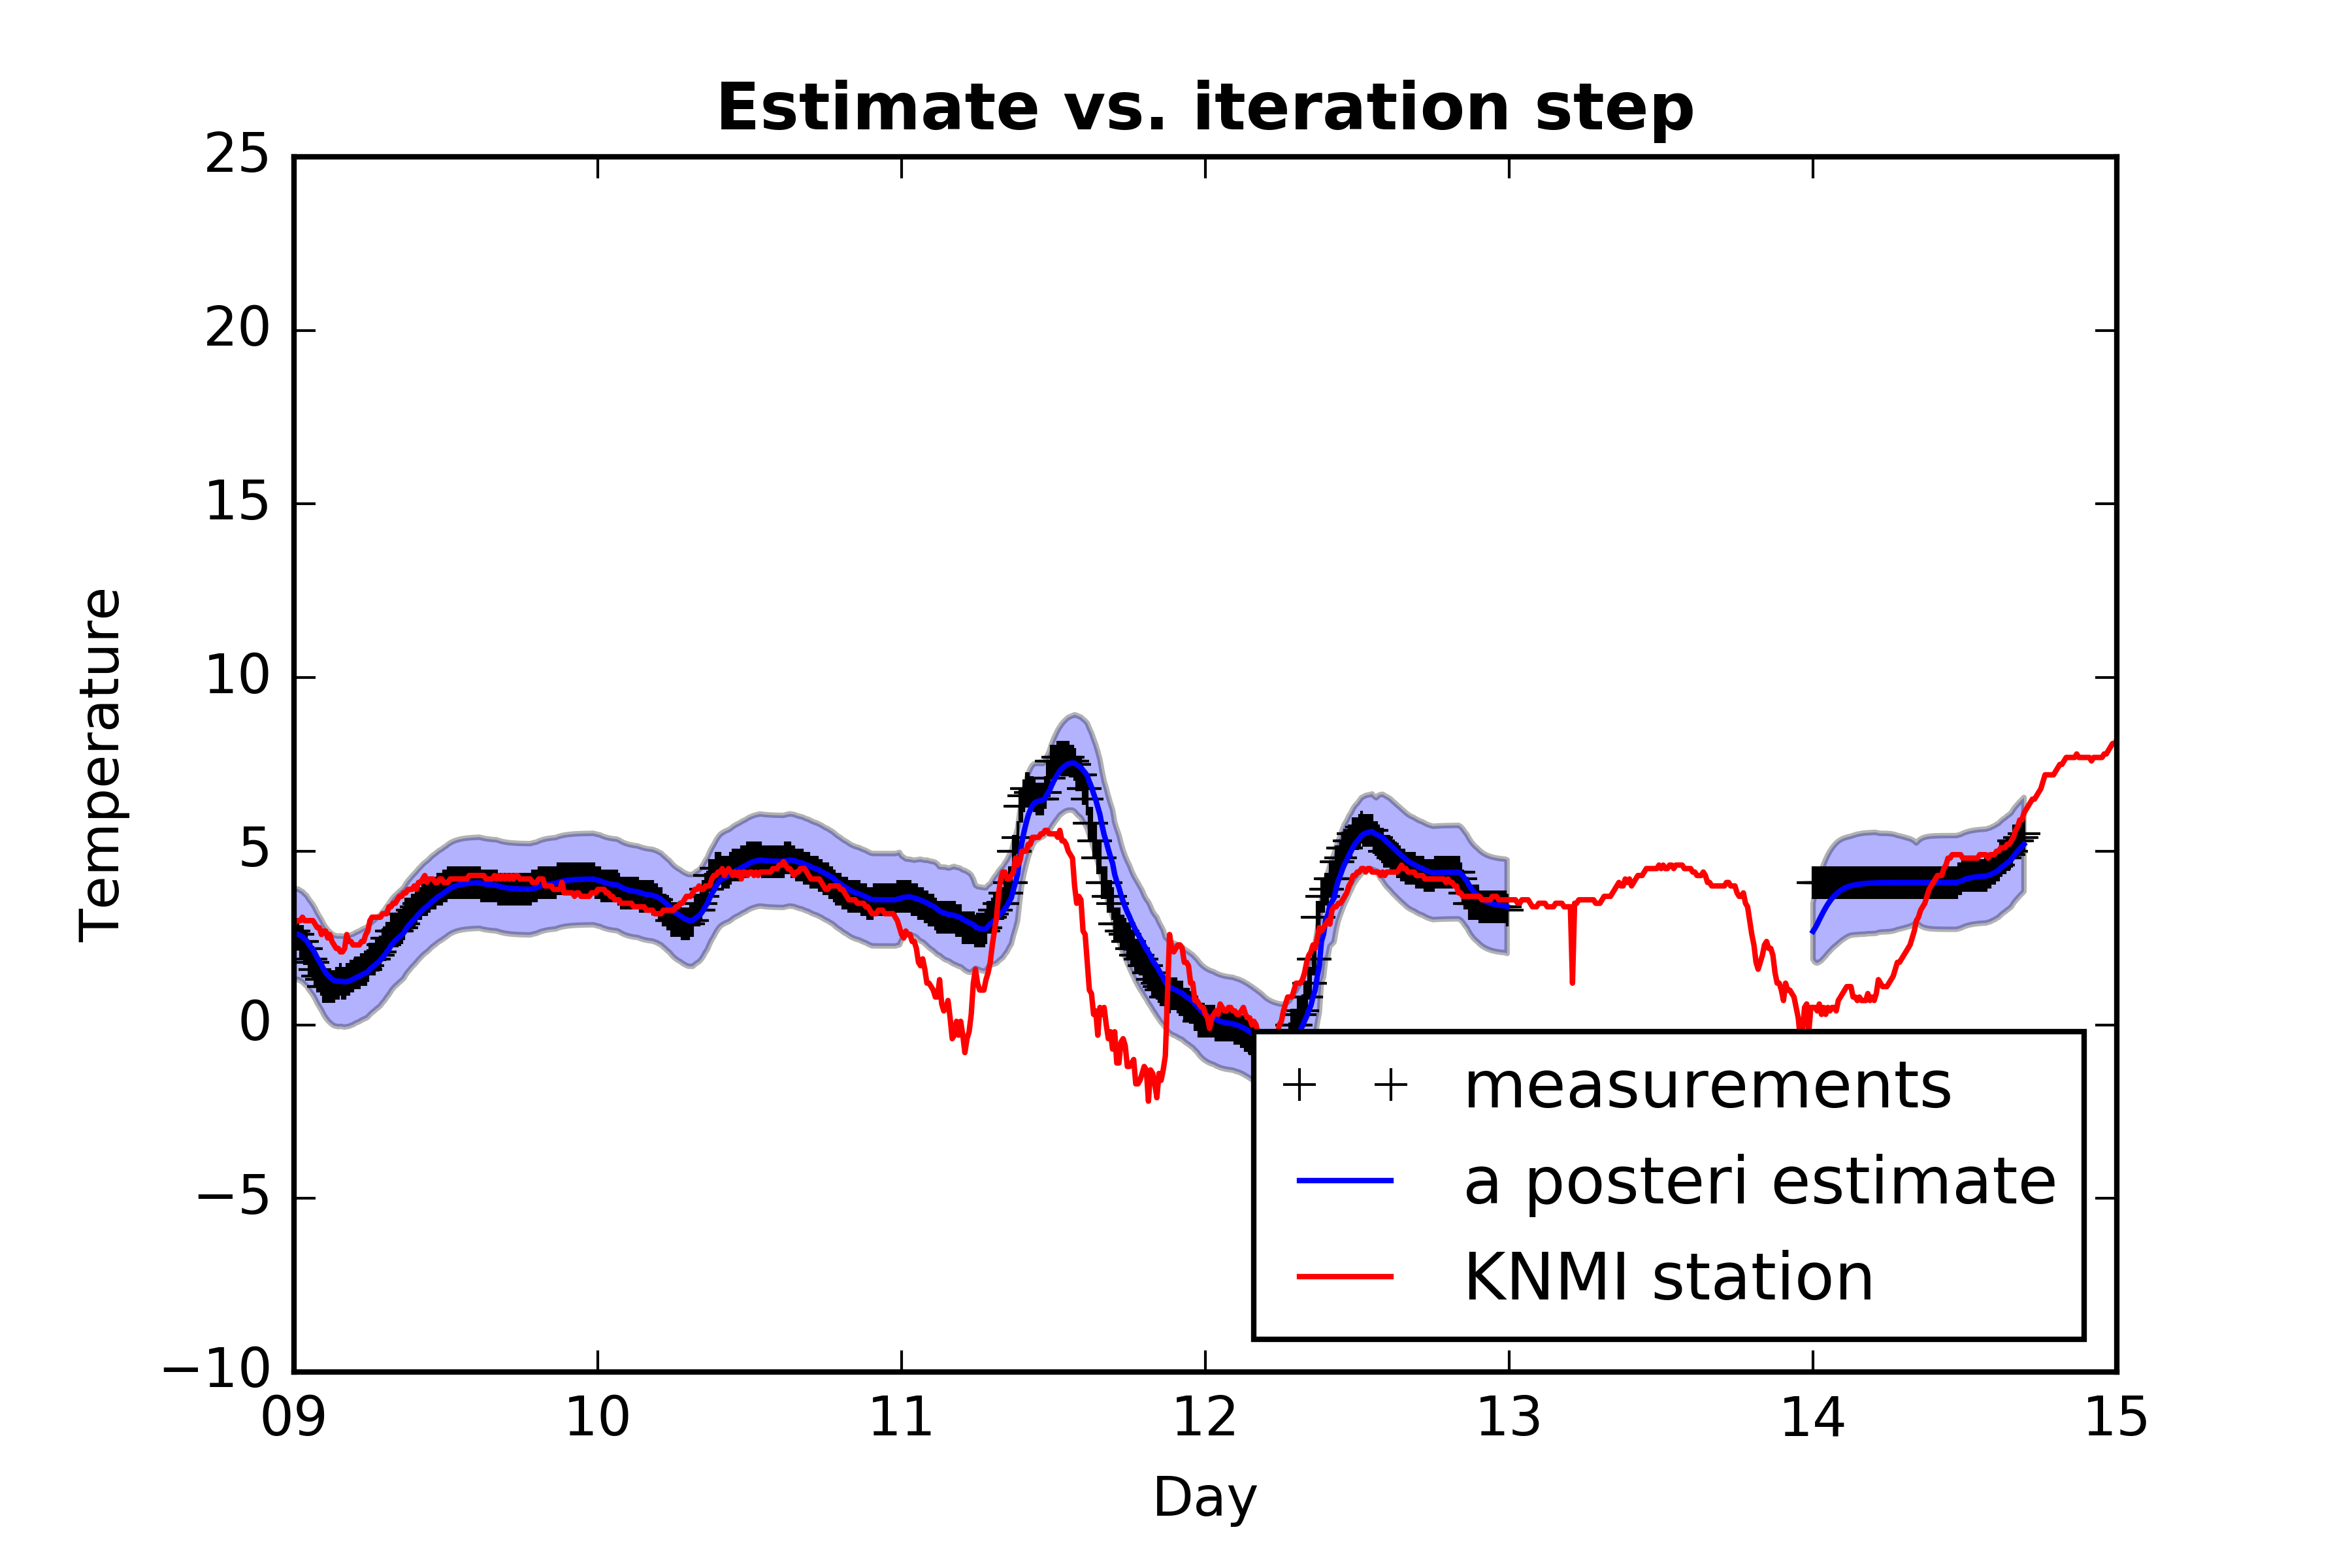 Estimate vs. iteration step
25
20
15
10
5
0
−5
−10
Temperature
measurements
a posteri estimate
KNMI station
09 10 11 12 13 14 15
Day